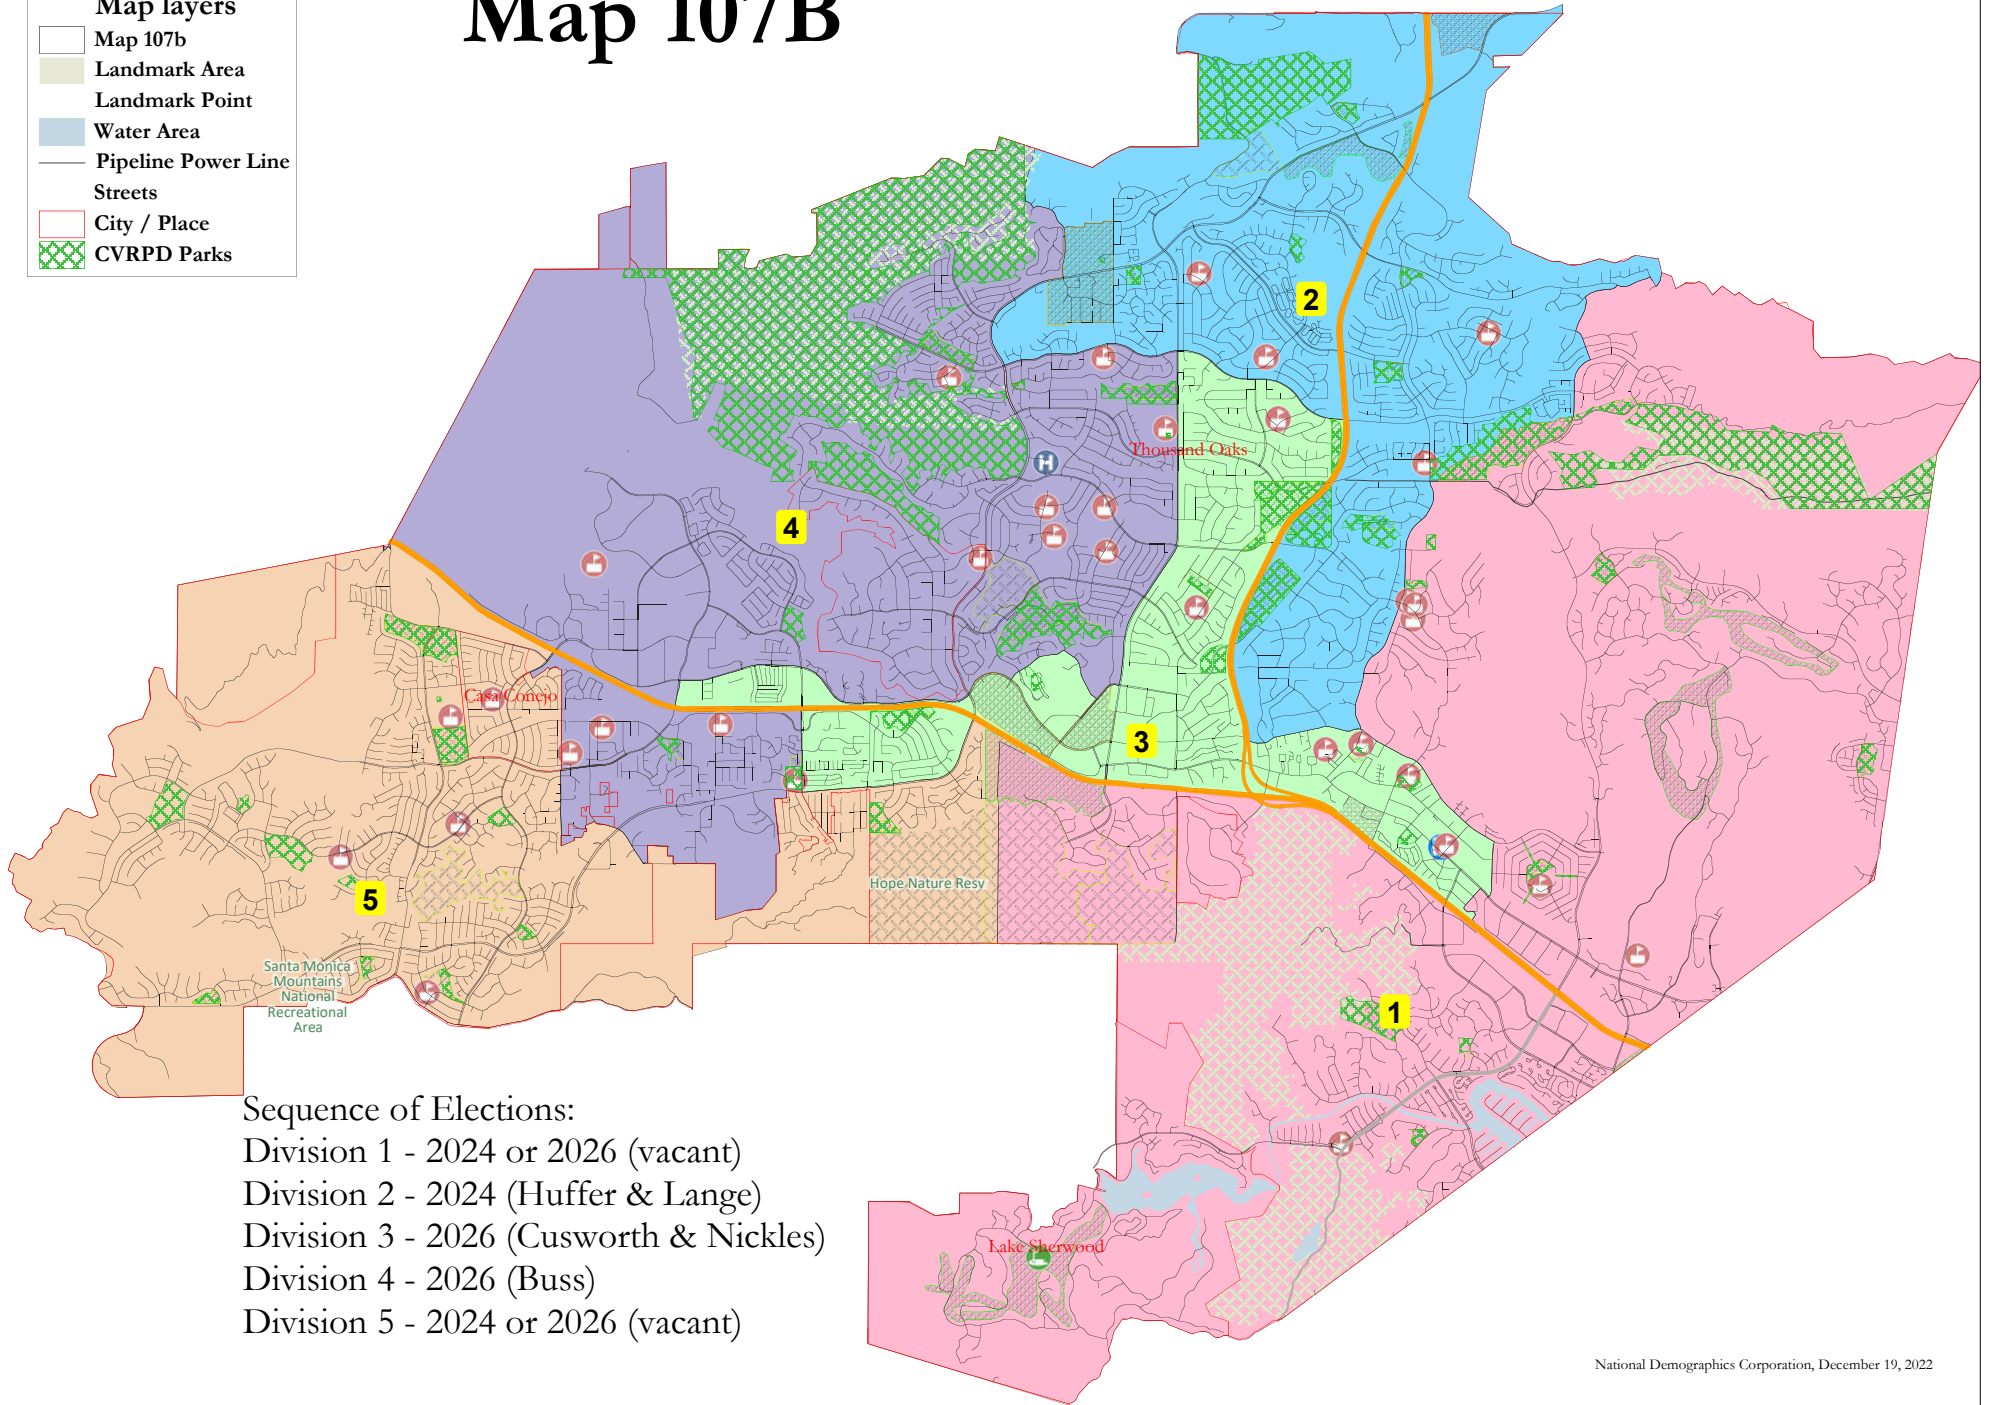 Map layers
Map 107B
Map 107b
Landmark Area
Landmark Point
Water Area
Pipeline Power Line
Streets
City / Place
CVRPD Parks
2
Thousand Oaks
H
4
Casa Conejo
3
Hope Nature Resv
5
Santa Monica
Mountains
National
Recreational
Area
1
Sequence of Elections:
Division 1 - 2024 or 2026 (vacant)
Division 2 - 2024 (Huffer & Lange)
Division 3 - 2026 (Cusworth & Nickles)
Division 4 - 2026 (Buss)
Division 5 - 2024 or 2026 (vacant)
Lake Sherwood
National Demographics Corporation, December 19, 2022